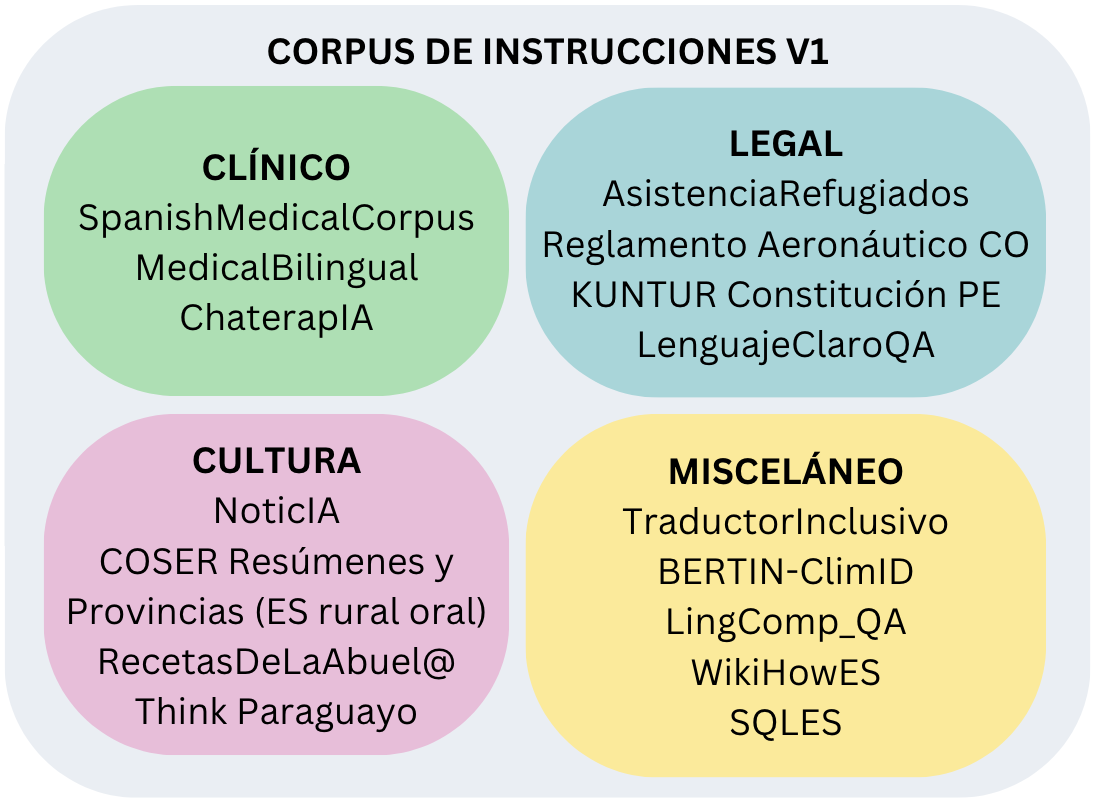 CORPUS DE INSTRUCCIONES V1
CLÍNICO
SpanishMedicalCorpus
MedicalBilingual
ChaterapIA
LEGAL
AsistenciaRefugiados
Reglamento Aeronáutico CO
KUNTUR Constitución PE
LenguajeClaroQA
CULTURA
NoticIA
COSER Resúmenes y
Provincias (ES rural oral)
RecetasDeLaAbuel@
Think Paraguayo
MISCELÁNEO
TraductorInclusivo
BERTIN-ClimID
LingComp_QA
WikiHowES
SQLES